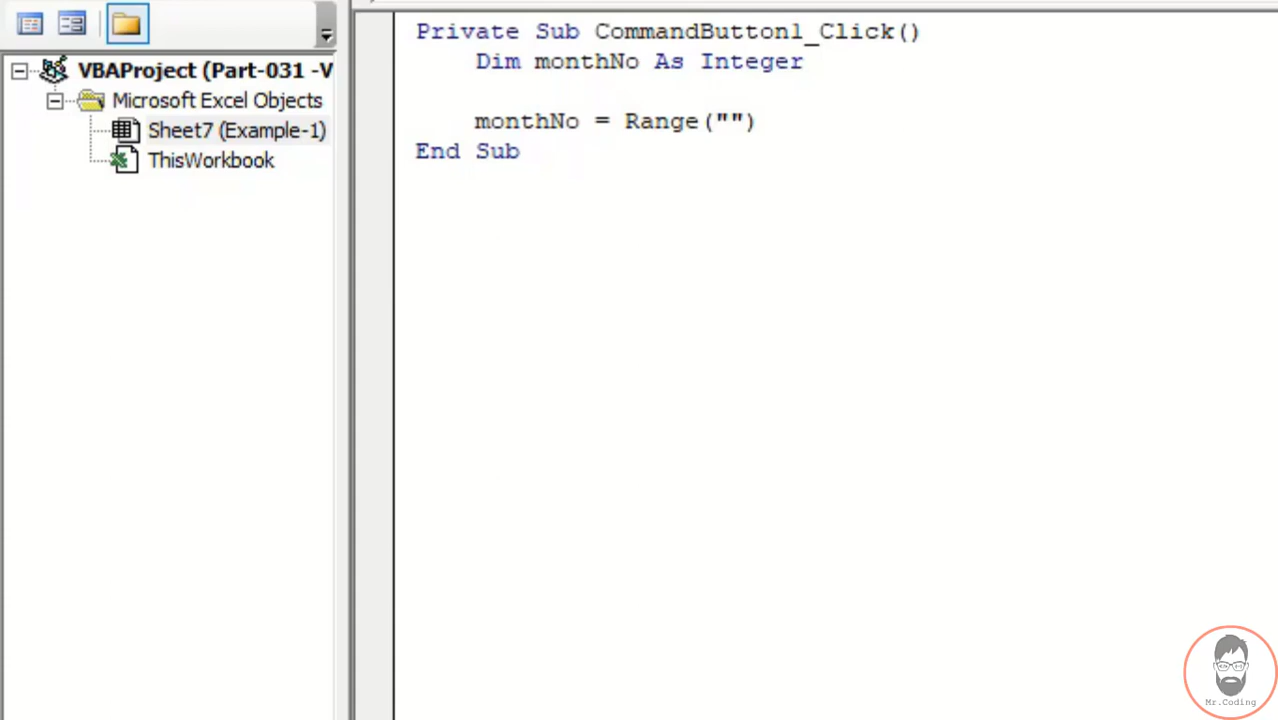 VBAProject (Part-031 -V
Microsoft Excel Objects
Sheet7 (Example-1)
ThisWorkbook
Private Sub CommandButton1_Click()
Dim monthNo As Integer
monthNo = Range("")
End Sub
Mr.Coding